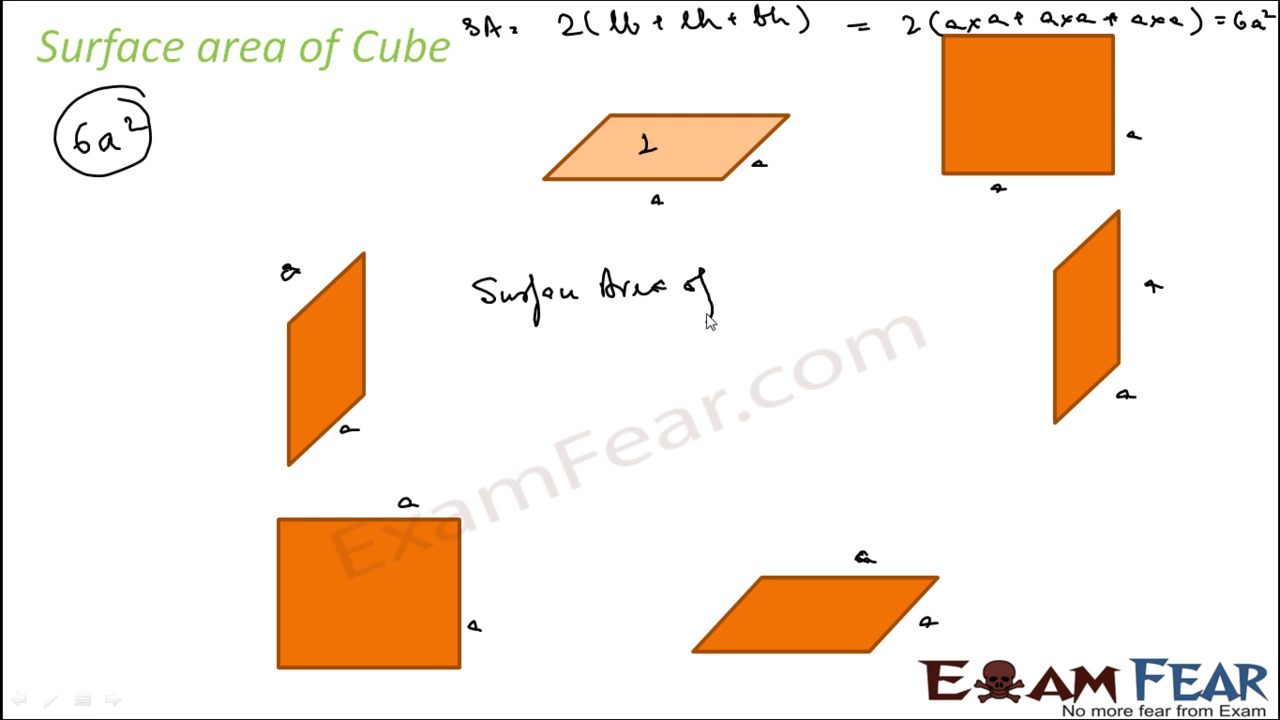 Surface area of Cube
SA = 2(lb + lh + bh) = 2(a×a + a×a + a×a) = 6a²
6a²
1
a
a
a
a
a
a
Surface Area of
a
a
ExamFear.com
a
a
a
a
EXAM FEAR
No more fear from Exam